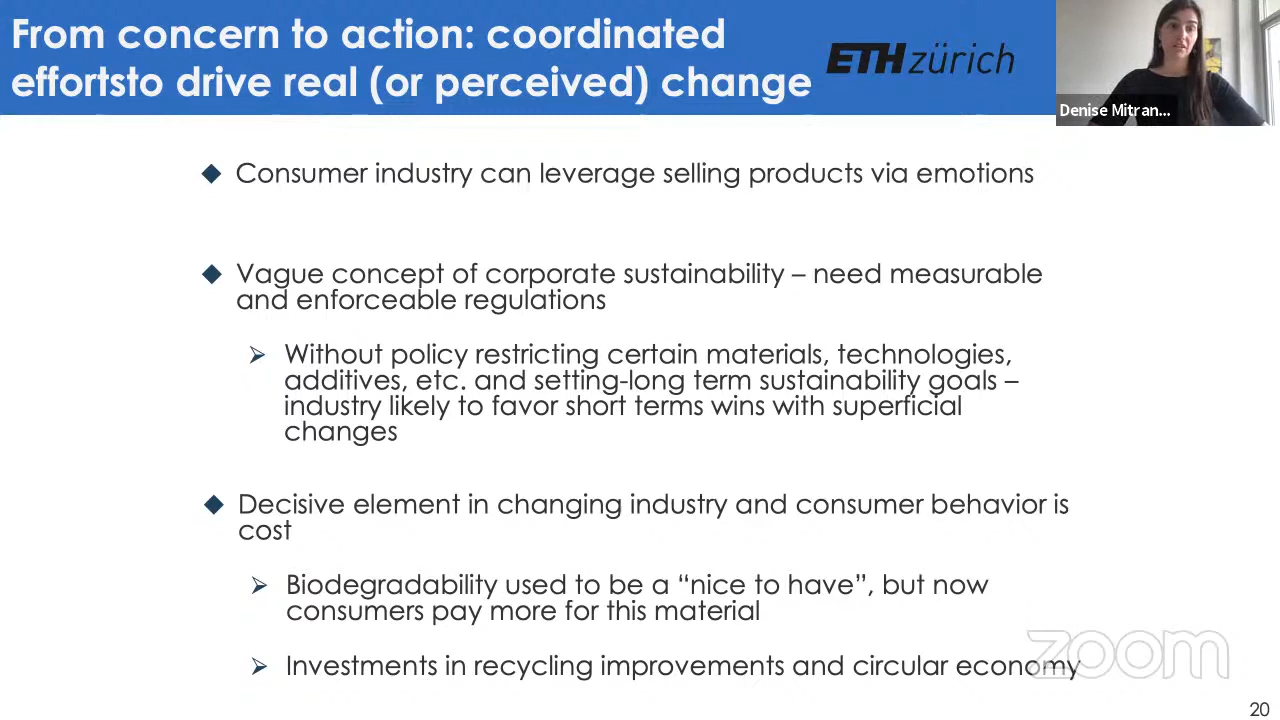 From concern to action: coordinated
effortsto drive real (or perceived) change
ETH zürich
Denise Mitran...
◆ Consumer industry can leverage selling products via emotions
◆ Vague concept of corporate sustainability – need measurable
and enforceable regulations
➢ Without policy restricting certain materials, technologies,
additives, etc. and setting-long term sustainability goals –
industry likely to favor short terms wins with superficial
changes
◆ Decisive element in changing industry and consumer behavior is
cost
➢ Biodegradability used to be a “nice to have”, but now
consumers pay more for this material
➢ Investments in recycling improvements and circular economy
zoom
20